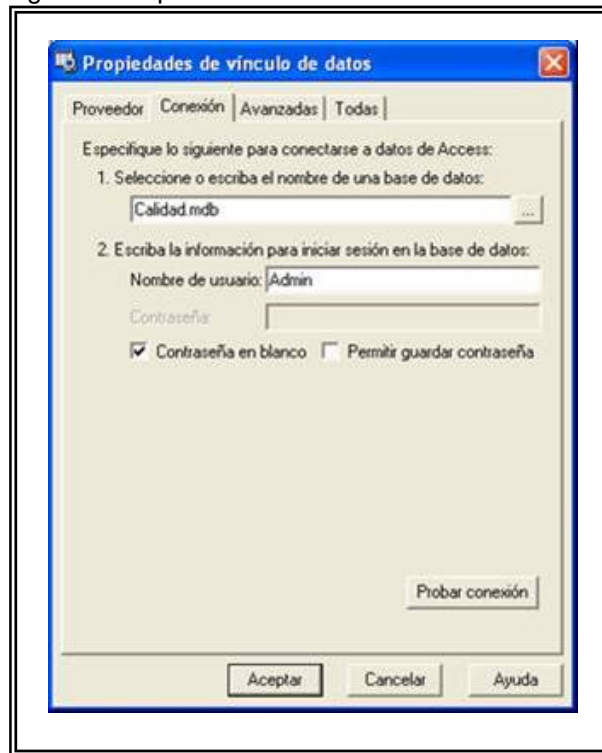 Propiedades de vínculo de datos
Proveedor Conexión Avanzadas Todas
Especifique lo siguiente para conectarse a datos de Access:
1. Seleccione o escriba el nombre de una base de datos:
Calidad.mdb ...
2. Escriba la información para iniciar sesión en la base de datos:
Nombre de usuario: Admin
Contraseña:
Contraseña en blanco Permitir guardar contraseña
Probar conexión
Aceptar Cancelar Ayuda